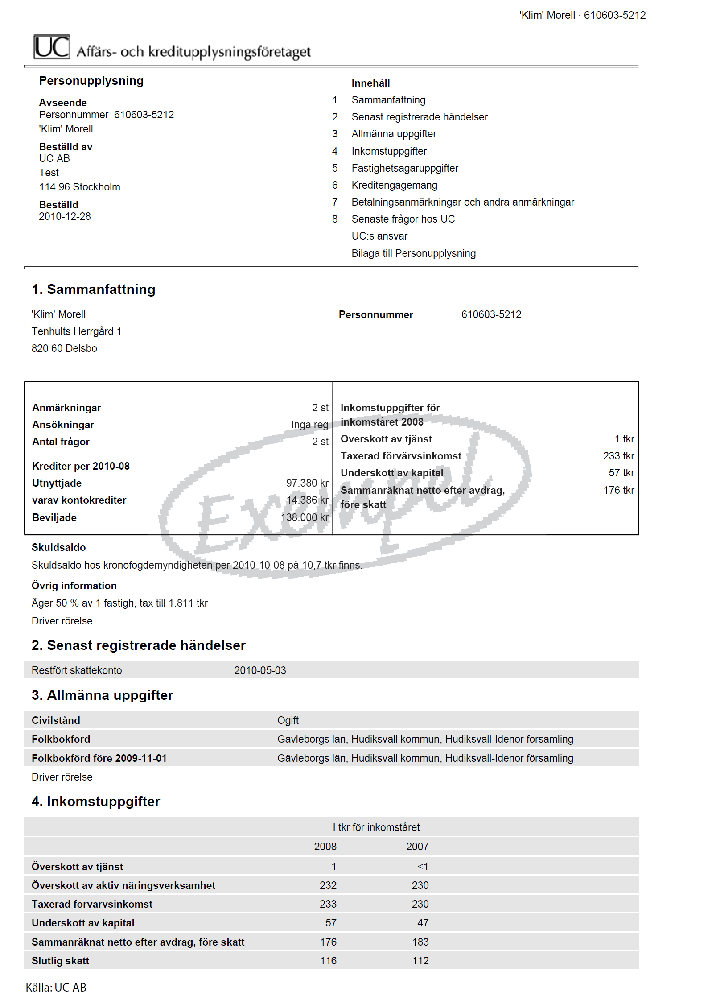 'Klim' Morell · 610603-5212
UC Affärs- och kreditupplysningsföretaget
Personupplysning
Avseende
Personnummer 610603-5212
'Klim' Morell
Beställd av
UC AB
Test
114 96 Stockholm
Beställd
2010-12-28
Innehåll
1 Sammanfattning
2 Senast registrerade händelser
3 Allmänna uppgifter
4 Inkomstuppgifter
5 Fastighetsägaruppgifter
6 Kreditengagemang
7 Betalningsanmärkningar och andra anmärkningar
8 Senaste frågor hos UC
UC:s ansvar
Bilaga till Personupplysning
1. Sammanfattning
'Klim' Morell
Tenhults Herrgård 1
820 60 Delsbo
Personnummer 610603-5212
Anmärkningar 2 st
Ansökningar Inga reg
Antal frågor 2 st
Krediter per 2010-08
Utnyttjade 97.380 kr
varav kontokrediter 14.386 kr
Beviljade 138.000 kr
Inkomstuppgifter för
inkomståret 2008
Överskott av tjänst 1 tkr
Taxerad förvärvsinkomst 233 tkr
Underskott av kapital 57 tkr
Sammanräknat netto efter avdrag, 176 tkr
före skatt
Exempel
Skuldsaldo
Skuldsaldo hos kronofogdemyndigheten per 2010-10-08 på 10,7 tkr finns.
Övrig information
Äger 50 % av 1 fastigh, tax till 1.811 tkr
Driver rörelse
2. Senast registrerade händelser
Restfört skattekonto 2010-05-03
3. Allmänna uppgifter
Civilstånd Ogift
Folkbokförd Gävleborgs län, Hudiksvall kommun, Hudiksvall-Idenor församling
Folkbokförd före 2009-11-01 Gävleborgs län, Hudiksvall kommun, Hudiksvall-Idenor församling
Driver rörelse
4. Inkomstuppgifter
I tkr för inkomståret
2008 2007
Överskott av tjänst 1 <1
Överskott av aktiv näringsverksamhet 232 230
Taxerad förvärvsinkomst 233 230
Underskott av kapital 57 47
Sammanräknat netto efter avdrag, före skatt 176 183
Slutlig skatt 116 112
Källa: UC AB